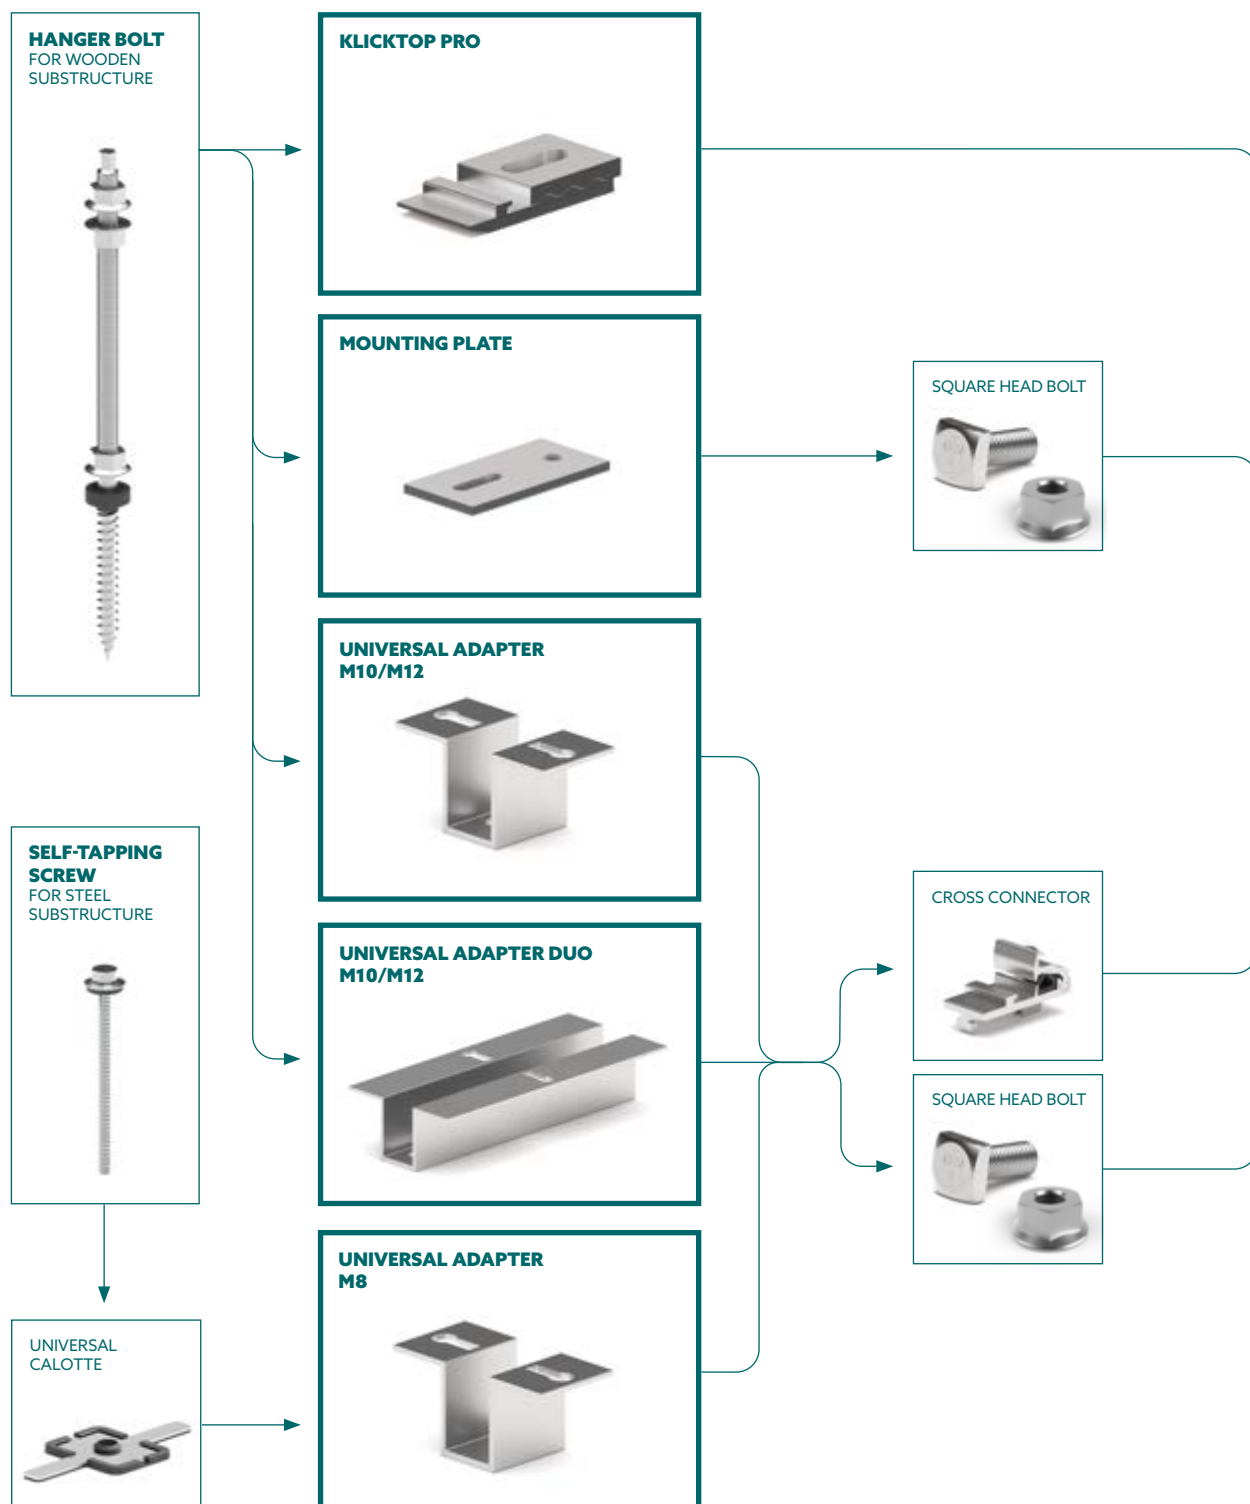 HANGER BOLT
FOR WOODEN
SUBSTRUCTURE
KLICKTOP PRO
MOUNTING PLATE
SQUARE HEAD BOLT
UNIVERSAL ADAPTER
M10/M12
SELF-TAPPING
SCREW
FOR STEEL
SUBSTRUCTURE
UNIVERSAL ADAPTER DUO
M10/M12
CROSS CONNECTOR
SQUARE HEAD BOLT
UNIVERSAL
CALOTTE
UNIVERSAL ADAPTER
M8